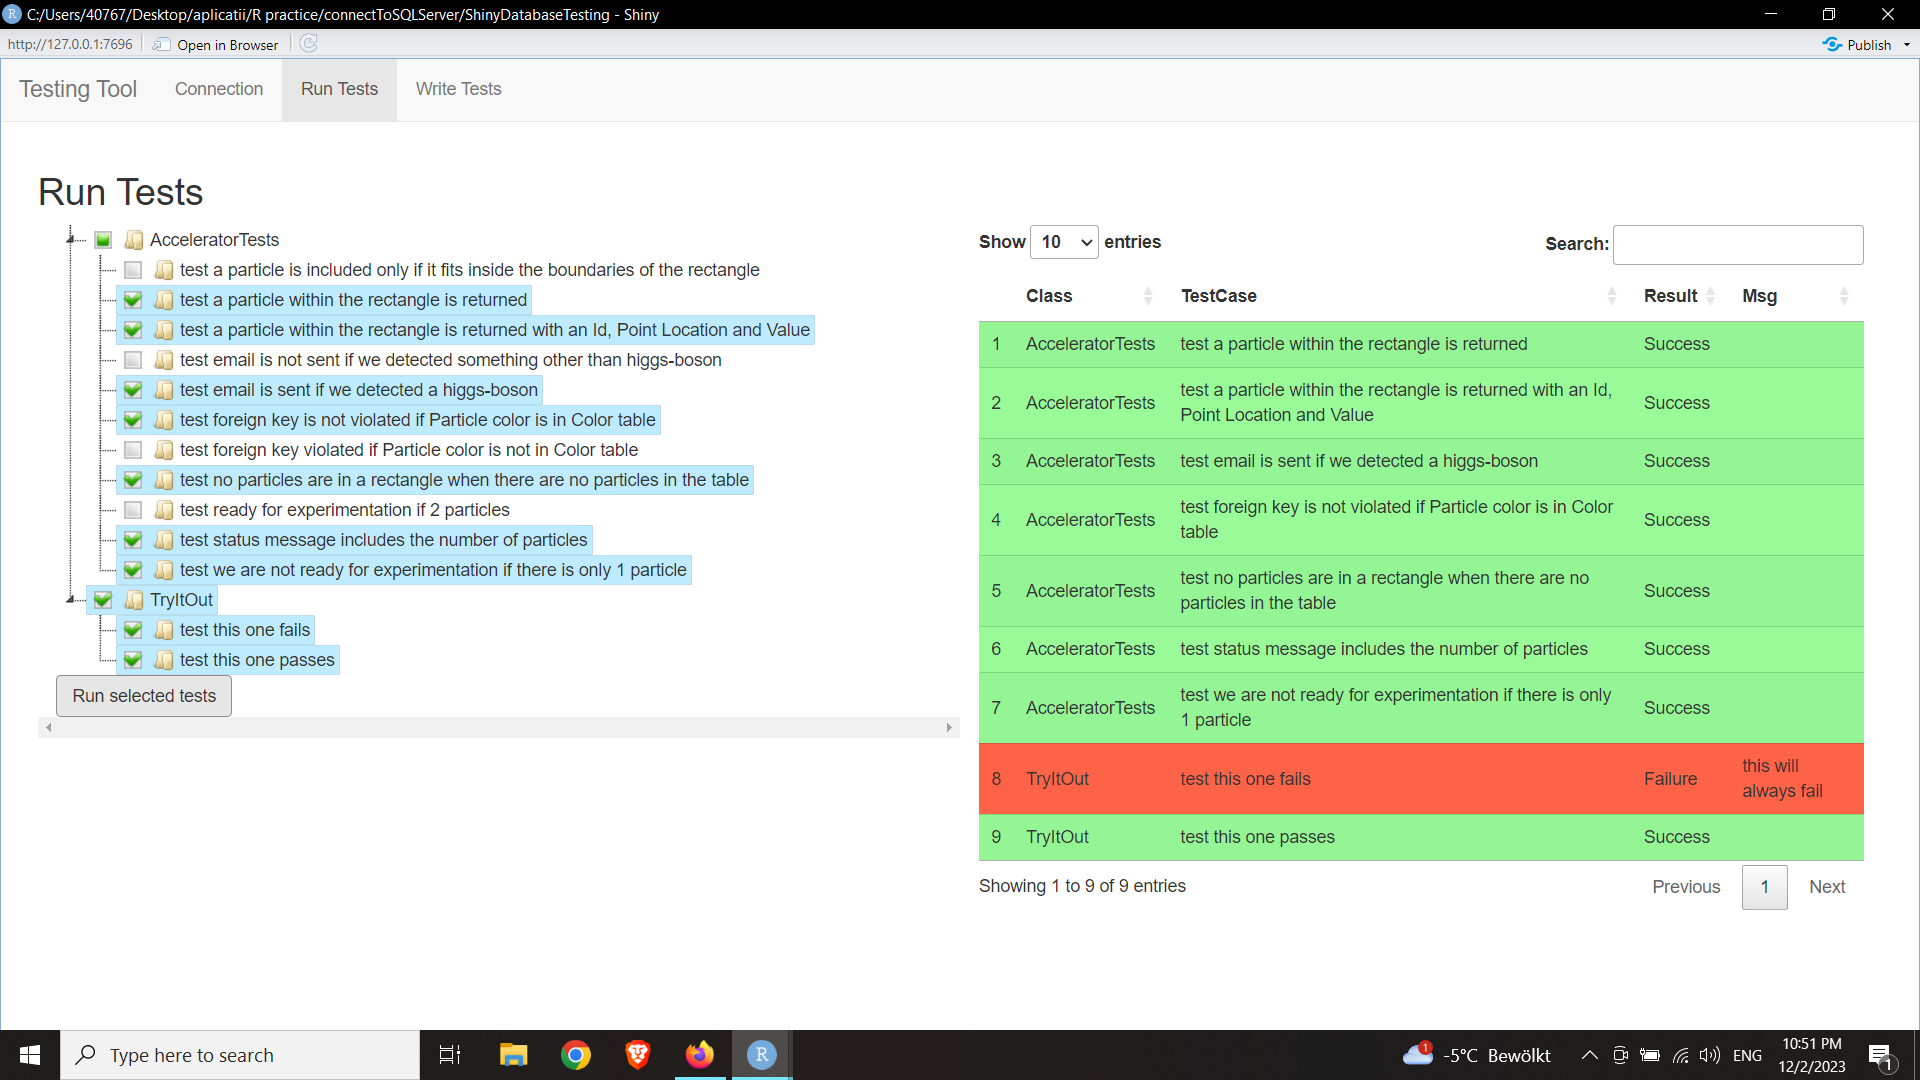 C:/Users/40767/Desktop/aplicatii/R practice/connectToSQLServer/ShinyDatabaseTesting - Shiny
http://127.0.0.1:7696
Open in Browser
Publish
Testing Tool
Connection
Run Tests
Write Tests
Run Tests
AcceleratorTests
test a particle is included only if it fits inside the boundaries of the rectangle
test a particle within the rectangle is returned
test a particle within the rectangle is returned with an Id, Point Location and Value
test email is not sent if we detected something other than higgs-boson
test email is sent if we detected a higgs-boson
test foreign key is not violated if Particle color is in Color table
test foreign key violated if Particle color is not in Color table
test no particles are in a rectangle when there are no particles in the table
test ready for experimentation if 2 particles
test status message includes the number of particles
test we are not ready for experimentation if there is only 1 particle
TryItOut
test this one fails
test this one passes
Run selected tests
Show 10 entries
Search:
Class TestCase Result Msg
1 AcceleratorTests test a particle within the rectangle is returned Success
2 AcceleratorTests test a particle within the rectangle is returned with an Id,
Point Location and Value Success
3 AcceleratorTests test email is sent if we detected a higgs-boson Success
4 AcceleratorTests test foreign key is not violated if Particle color is in Color
table Success
5 AcceleratorTests test no particles are in a rectangle when there are no
particles in the table Success
6 AcceleratorTests test status message includes the number of particles Success
7 AcceleratorTests test we are not ready for experimentation if there is only
1 particle Success
8 TryItOut test this one fails Failure this will
always fail
9 TryItOut test this one passes Success
Showing 1 to 9 of 9 entries
Previous 1 Next
Type here to search
R
1
-5°C Bewölkt
ENG
10:51 PM
12/2/2023
1